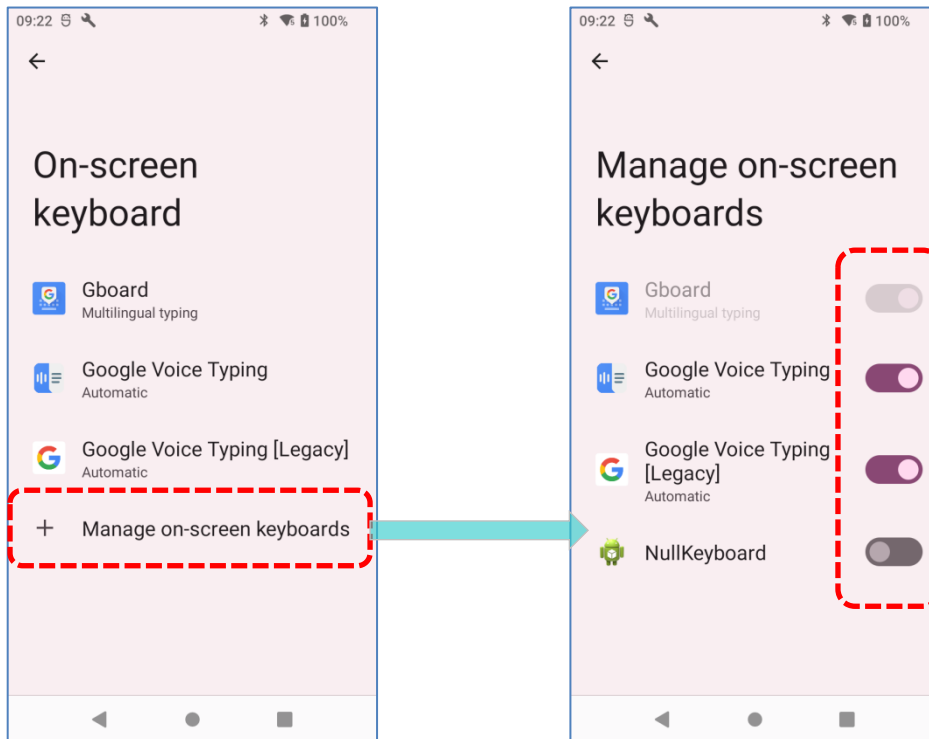 09:22
100%
On-screen
keyboard
Gboard
Multilingual typing
Google Voice Typing
Automatic
Google Voice Typing [Legacy]
Automatic
Manage on-screen keyboards
09:22
100%
Manage on-screen
keyboards
Gboard
Multilingual typing
Google Voice Typing
Automatic
Google Voice Typing
[Legacy]
Automatic
NullKeyboard